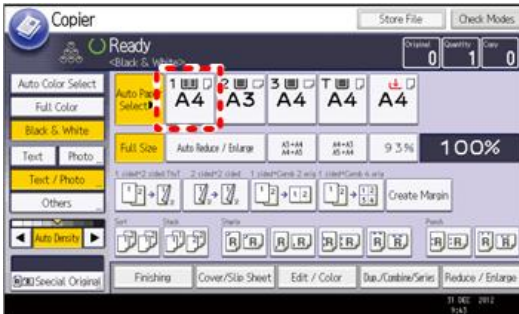 Copier
Store File
Check Modes
Ready
<Black & White>
Original
Quantity
Copy
0
1
0
Auto Color Select
Full Color
Black & White
Text
Photo
Text / Photo
Others
Auto Density
Special Original
Auto Paper
Select
1
A4
2
A3
3
A4
T
A4
A4
Full Size
Auto Reduce / Enlarge
93%
100%
Create Margin
Sort
Stack
Staple
Punch
Finishing
Cover/Slip Sheet
Edit / Color
Dup./Combine/Series
Reduce / Enlarge
31 DEC 2012